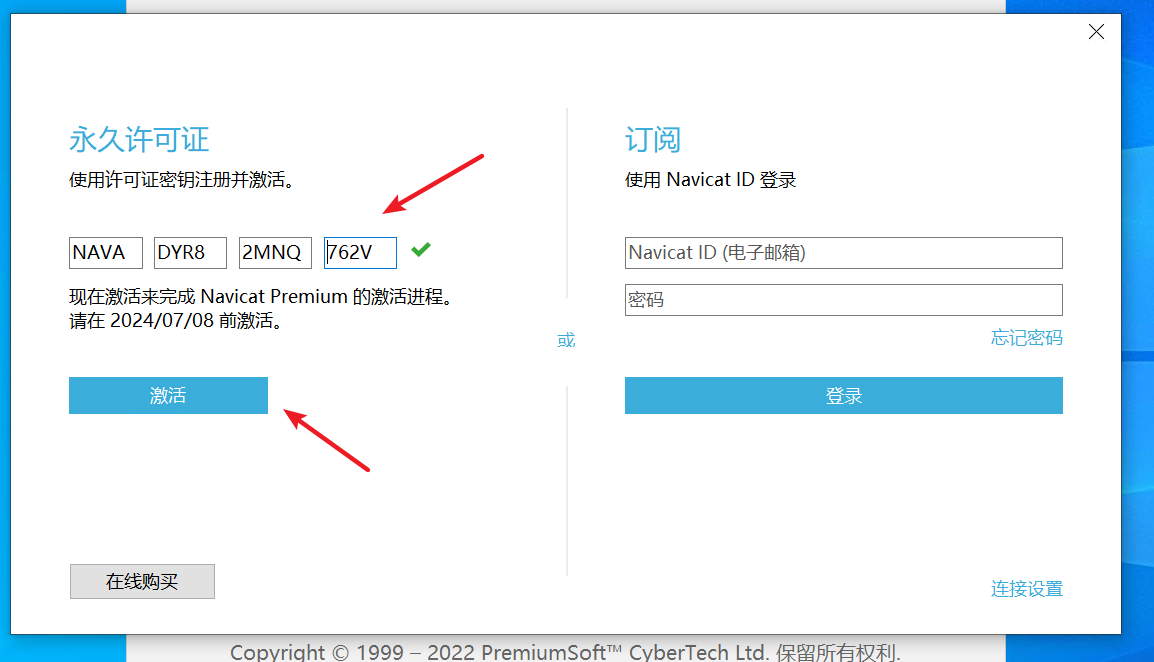 永久许可证
使用许可证密钥注册并激活。
NAVA DYR8 2MNQ 762V
现在激活来完成 Navicat Premium 的激活进程。
请在 2024/07/08 前激活。
激活
在线购买
或
订阅
使用 Navicat ID 登录
Navicat ID (电子邮箱)
密码
忘记密码
登录
连接设置
Copyright © 1999 – 2022 PremiumSoft™ CyberTech Ltd. 保留所有权利.